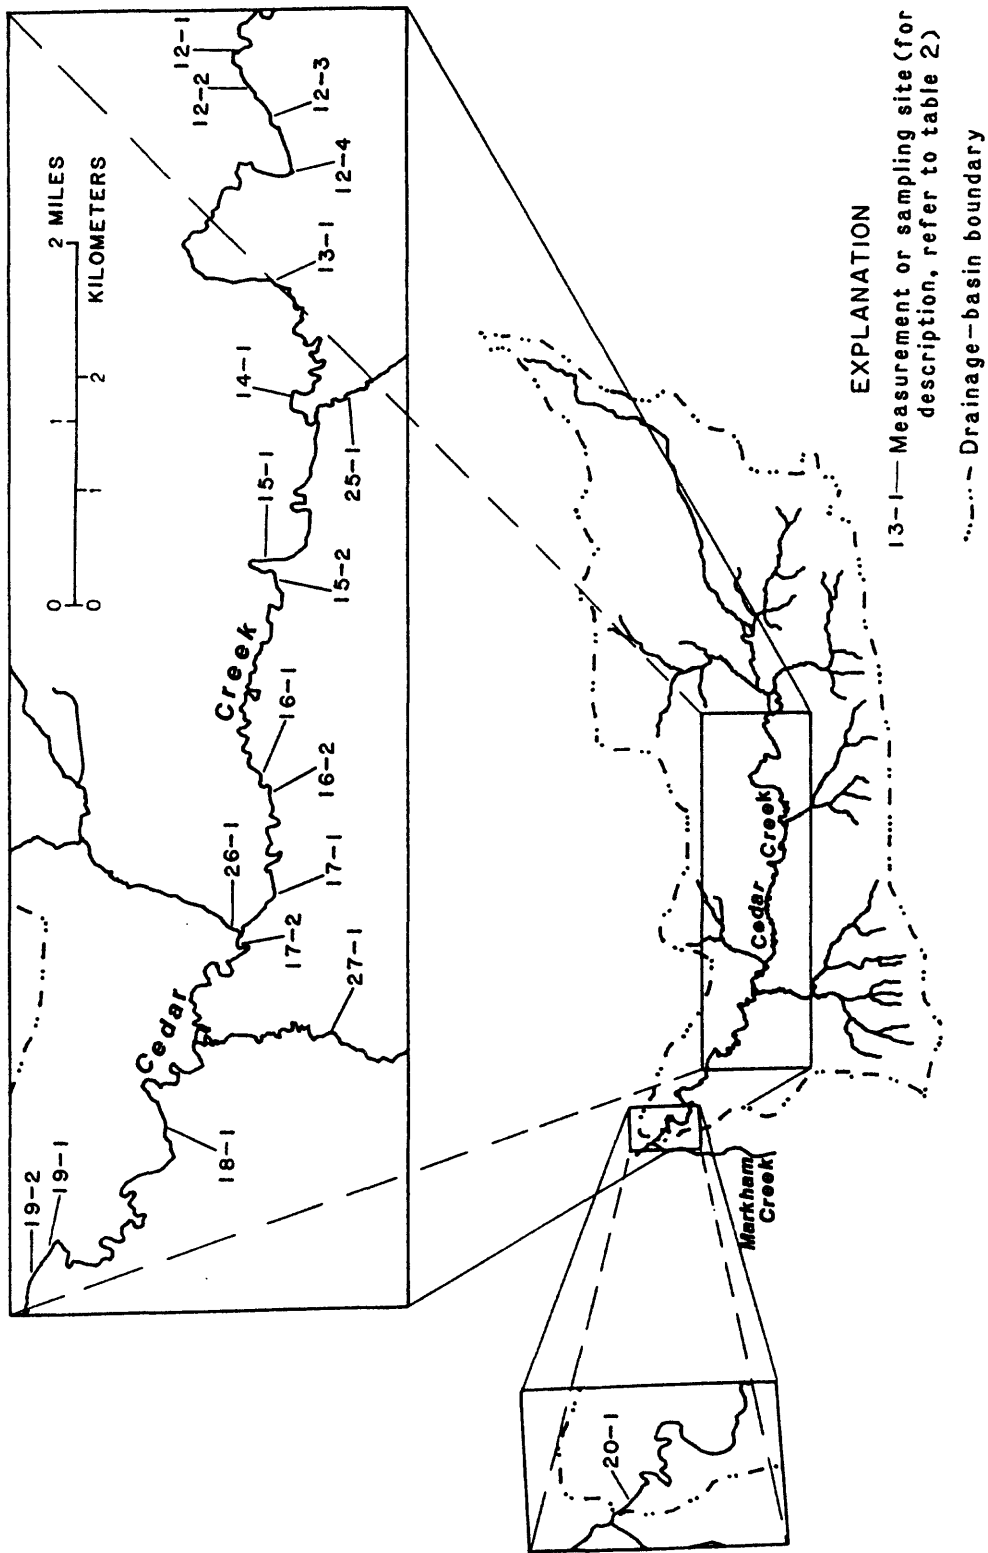 2 MILES
2
1
1
0
0
KILOMETERS
12-1
12-2
12-3
12-4
13-1
14-1
25-1
15-1
15-2
Creek
16-1
16-2
26-1
17-1
17-2
27-1
Cedar
18-1
19-1
19-2
20-1
Markham
Creek
Cedar
Creek
EXPLANATION
13-1—Measurement or sampling site (for
description, refer to table 2)
Drainage-basin boundary